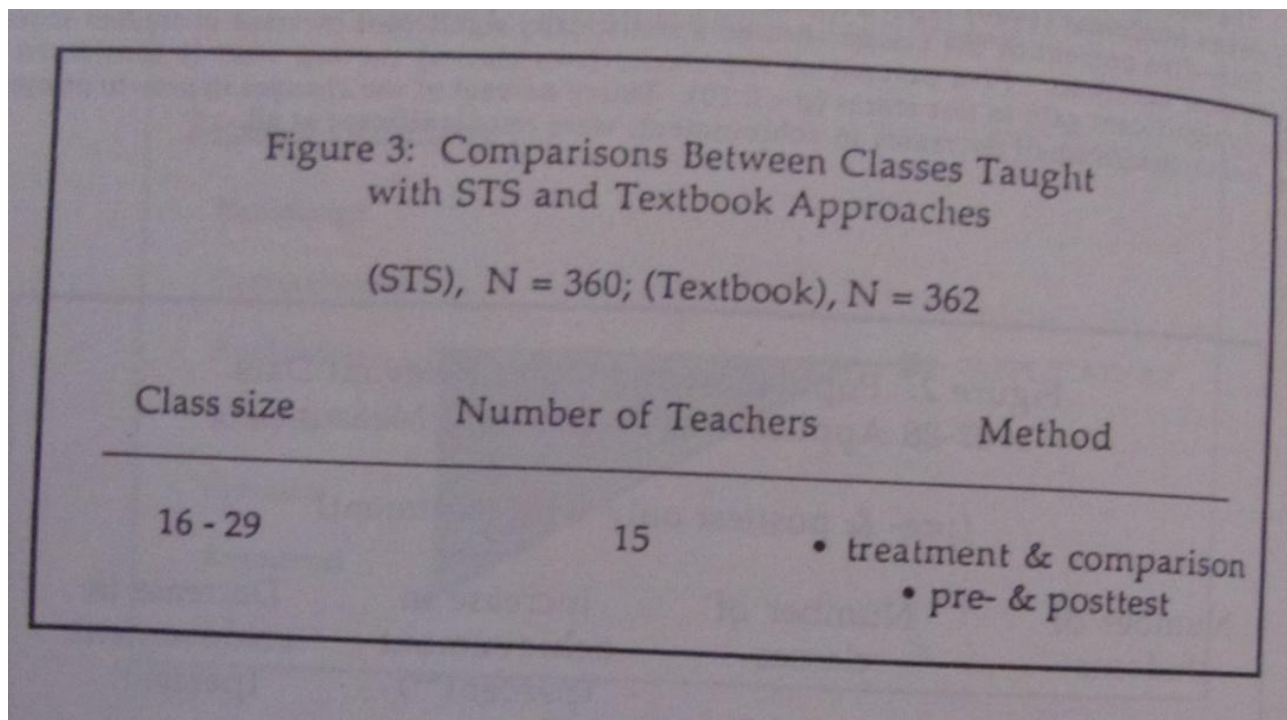 Figure 3: Comparisons Between Classes Taught
with STS and Textbook Approaches
(STS), N = 360; (Textbook), N = 362
Class size Number of Teachers Method
16 - 29 15 • treatment & comparison
• pre- & posttest